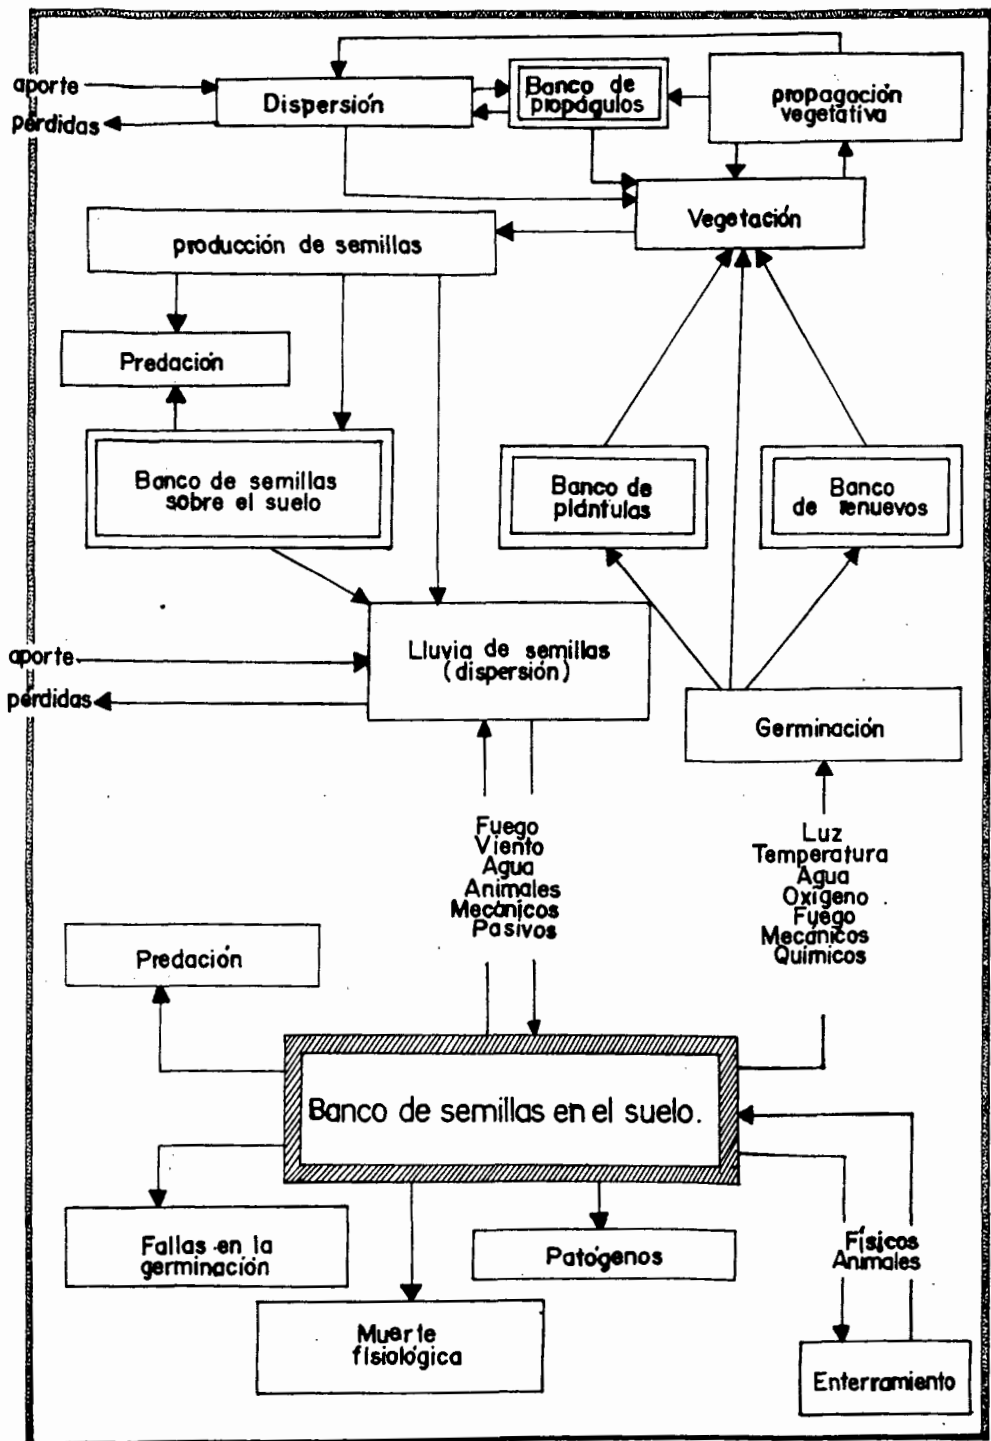 aporte
pérdidas
Dispersión
Banco de
propágulos
propagación
vegetativa
Vegetación
producción de semillas
Predación
Banco de semillas
sobre el suelo
Banco de
plántulas
Banco
de renuevos
aporte
pérdidas
Lluvia de semillas
(dispersión)
Germinación
Fuego
Viento
Agua
Animales
Mecánicos
Pasivos
Luz
Temperatura
Agua
Oxígeno
Fuego
Mecánicos
Químicos
Predación
Banco de semillas en el suelo.
Fallas en la
germinación
Patógenos
Físicos
Animales
Muerte
fisiológica
Enterramiento